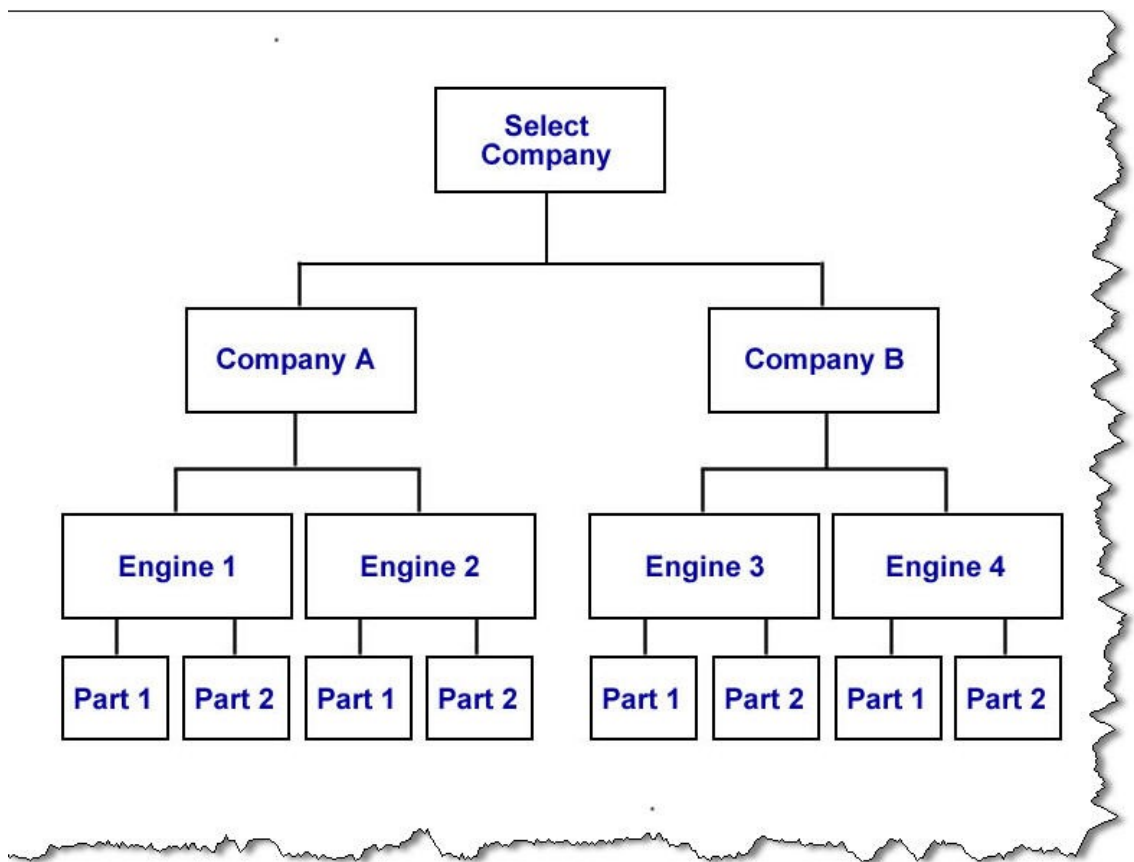 Select
Company
Company A
Company B
Engine 1
Engine 2
Engine 3
Engine 4
Part 1
Part 2
Part 1
Part 2
Part 1
Part 2
Part 1
Part 2